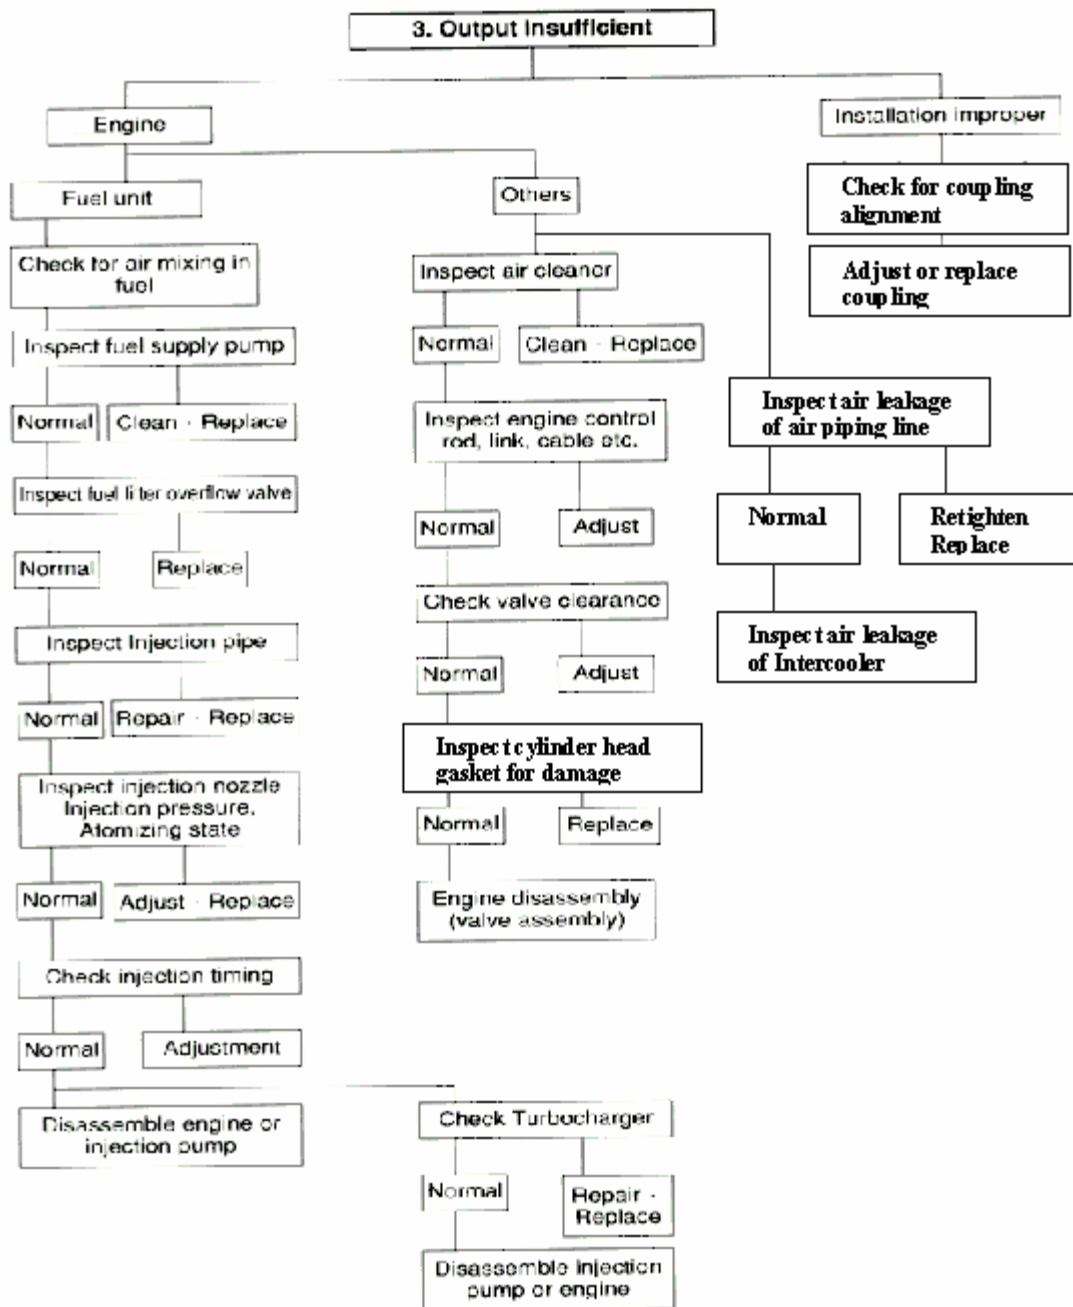 3. Output Insufficient
Engine
Installation improper
Fuel unit
Others
Check for coupling
alignment
Check for air mixing in
fuel
Inspect air cleaner
Adjust or replace
coupling
Inspect fuel supply pump
Normal
Clean · Replace
Normal
Clean · Replace
Inspect engine control
rod, link, cable etc.
Inspect air leakage
of air piping line
Inspect fuel filter overflow valve
Normal
Adjust
Normal
Retighten
Replace
Normal
Replace
Check valve clearance
Inspect Injection pipe
Inspect air leakage
of Intercooler
Normal
Adjust
Normal
Repair · Replace
Inspect cylinder head
gasket for damage
Inspect injection nozzle
Injection pressure,
Atomizing state
Normal
Replace
Normal
Adjust · Replace
Engine disassembly
(valve assembly)
Check injection timing
Normal
Adjustment
Disassemble engine or
injection pump
Check Turbocharger
Normal
Repair ·
Replace
Disassemble injection
pump or engine